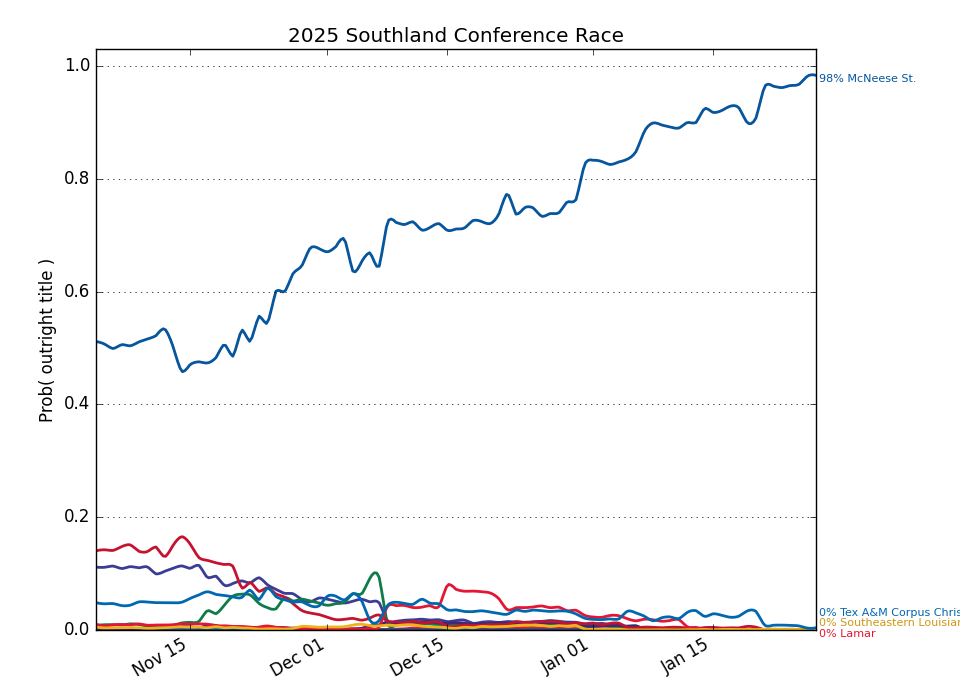 2025 Southland Conference Race
1.0
0.8
0.6
0.4
0.2
0.0
Prob( outright title )
98% McNeese St.
0% Tex A&M Corpus Chris
0% Southeastern Louisian
0% Lamar
Nov 15
Dec 01
Dec 15
Jan 01
Jan 15